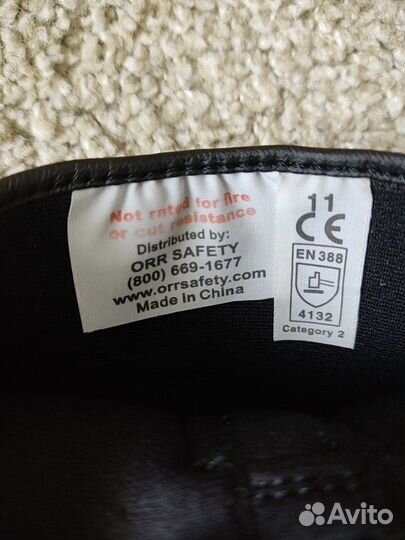 Not rated for fire
or cut resistance
Distributed by:
ORR SAFETY
(800) 669-1677
www.orrsafety.com
Made in China
11
CE
EN 388
4132
Category 2
Avito